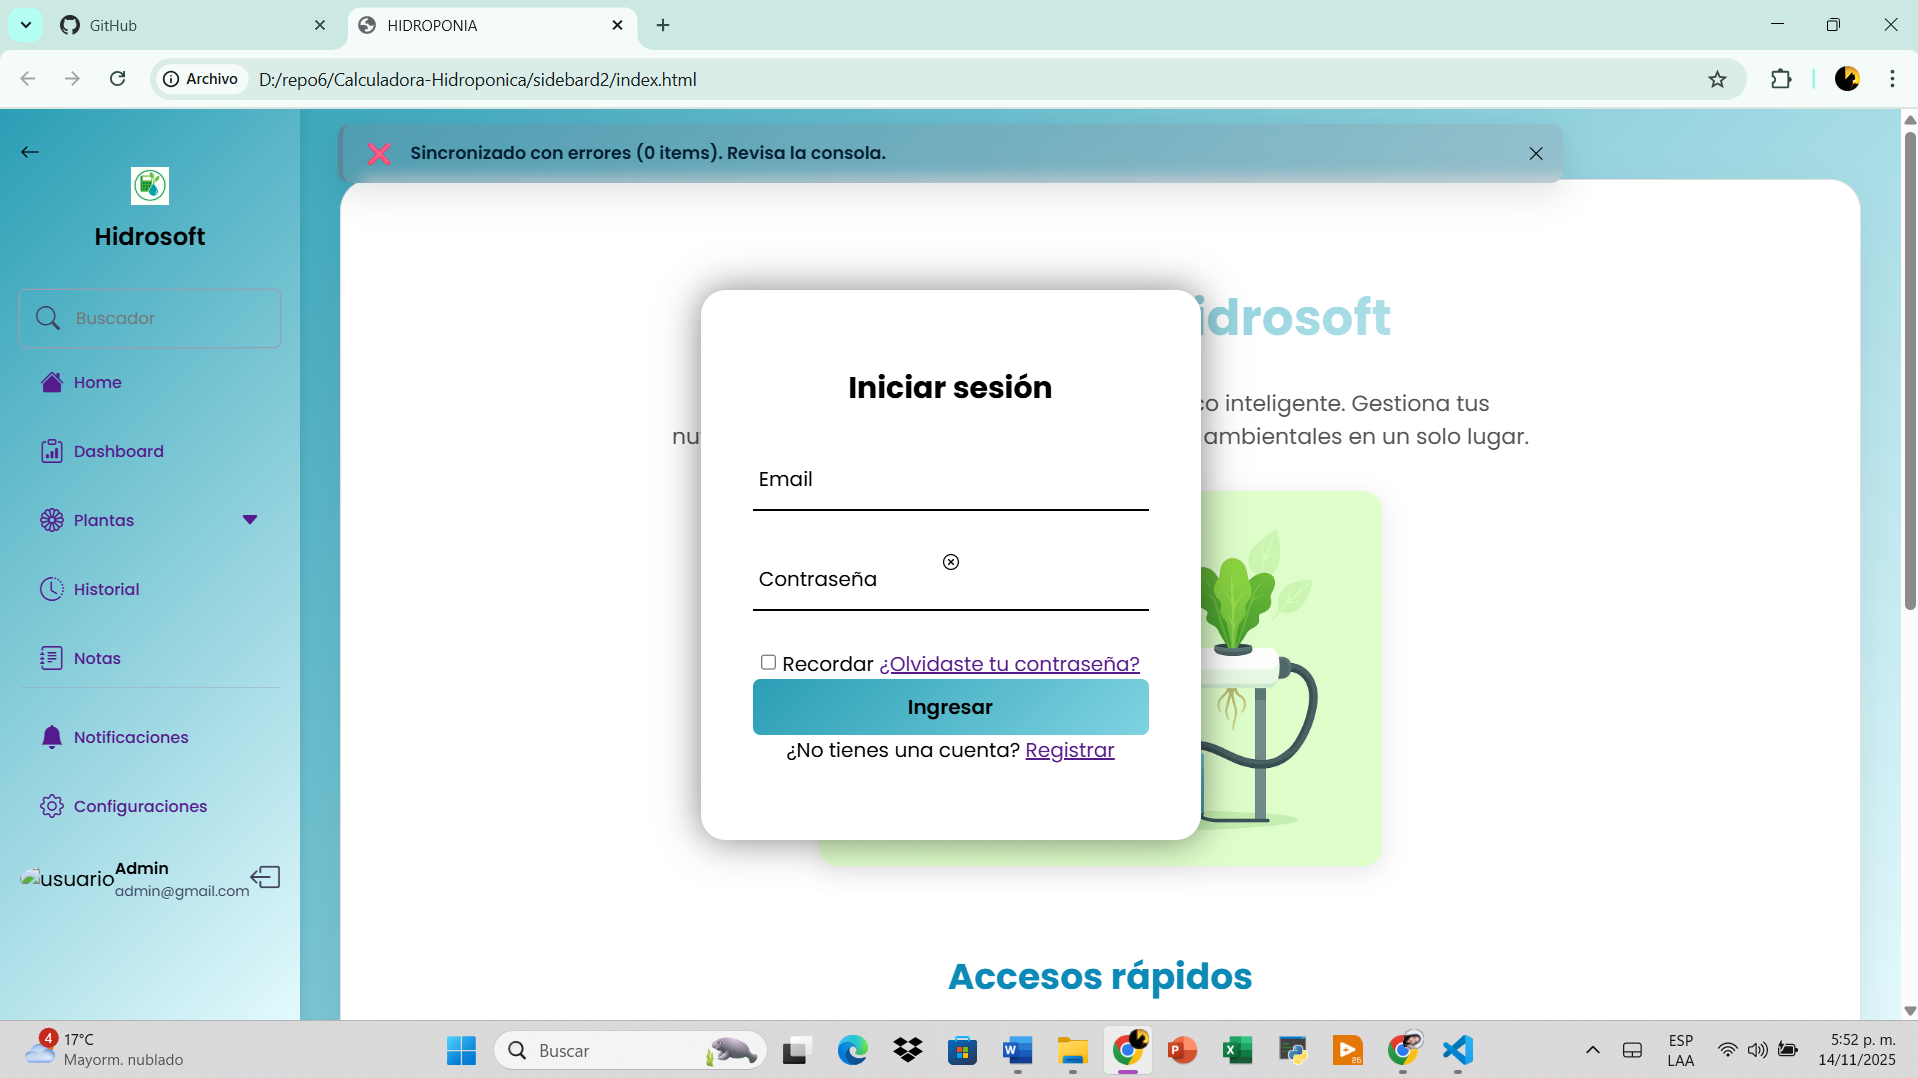 GitHub
HIDROPONIA
Archivo
D:/repo6/Calculadora-Hidroponica/sidebard2/index.html
Sincronizado con errores (0 items). Revisa la consola.
Hidrosoft
Buscador
Home
Dashboard
Plantas
Historial
Notas
Notificaciones
Configuraciones
usuario
Admin
admin@gmail.com
idrosoft
o inteligente. Gestiona tus
nu
ambientales en un solo lugar.
Iniciar sesión
Email
Contraseña
Recordar ¿Olvidaste tu contraseña?
Ingresar
¿No tienes una cuenta? Registrar
Accesos rápidos
4
17°C
Mayorm. nublado
Buscar
ESP
LAA
5:52 p. m.
14/11/2025